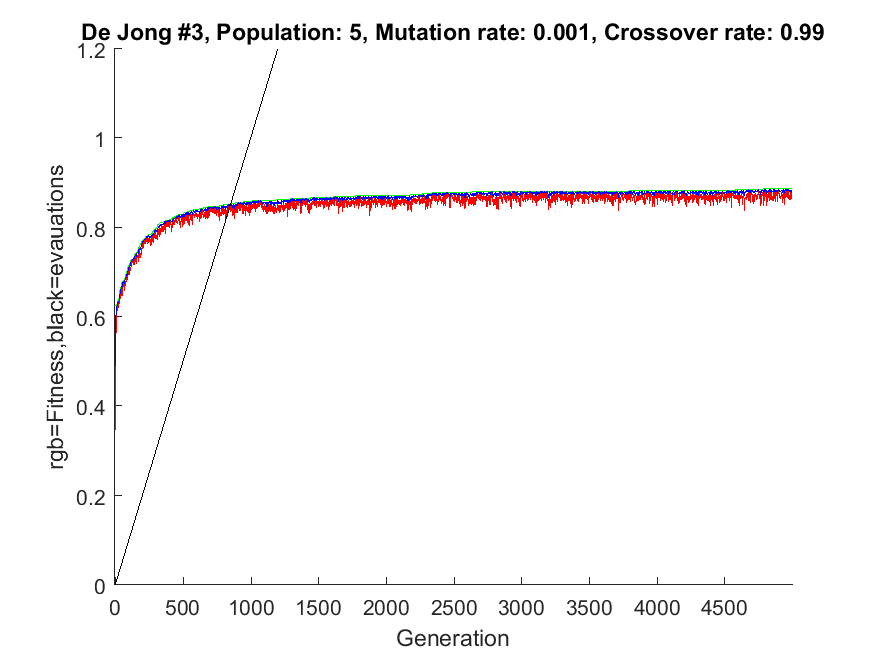 De Jong #3, Population: 5, Mutation rate: 0.001, Crossover rate: 0.99
rgb=Fitness,black=evauations
1.2
1
0.8
0.6
0.4
0.2
0
0 500 1000 1500 2000 2500 3000 3500 4000 4500
Generation